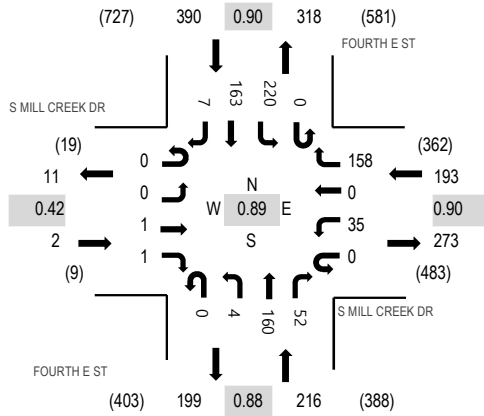 (727) 390 0.90 318 (581)
FOURTH E ST
S MILL CREEK DR
7 163 220 0
(19) 0 158 (362)
11 0 N 0 193
0.42 W 0.89 E 0.90
2 1 S 35 273
(9) 1 0 (483)
0 4 160 52
S MILL CREEK DR
FOURTH E ST
(403) 199 0.88 216 (388)